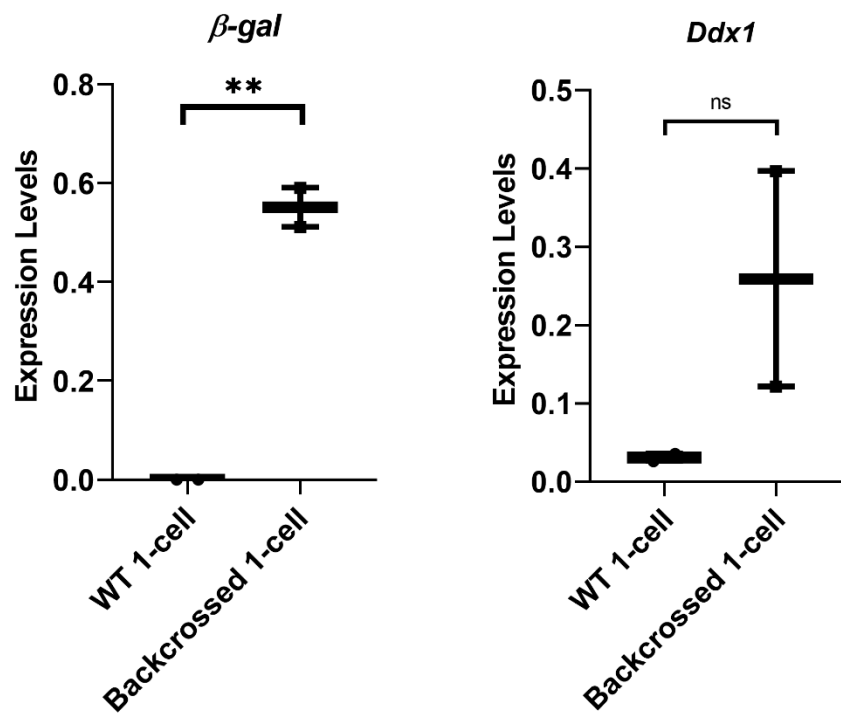 β-gal
**
Expression Levels
0.8
0.6
0.4
0.2
0.0
WT 1-cell
Backcrossed 1-cell
Ddx1
ns
Expression Levels
0.5
0.4
0.3
0.2
0.1
0.0
WT 1-cell
Backcrossed 1-cell